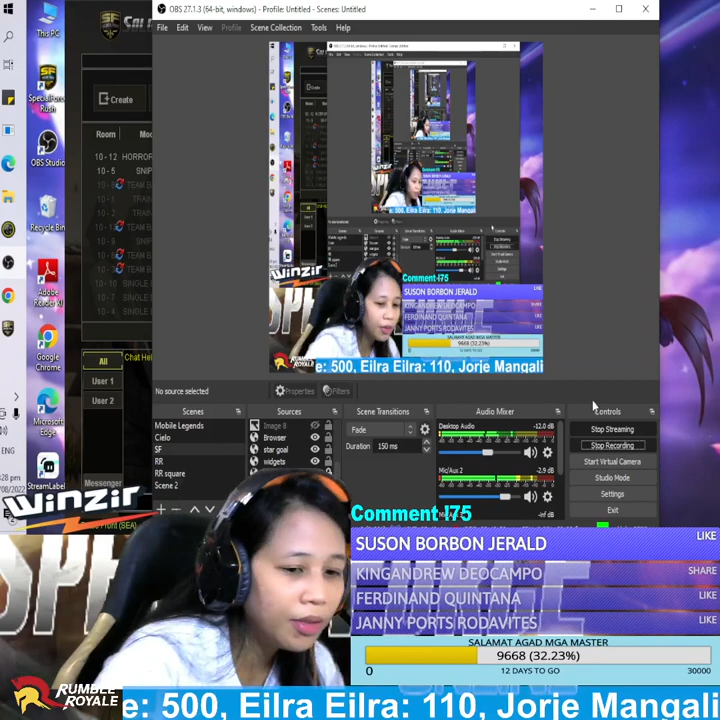 OBS 27.1.3 (64-bit, windows) - Profile: Untitled - Scenes: Untitled
File Edit View Profile Scene Collection Tools Help
This PC
Create
Room
10-12 HORROR
10-5 SNIP
OBS Studio
Recycle Bin
Adobe
Google
Chrome
Microsoft
Edge
StreamLabel
All
User 1
User 2
Messenger
Chat Hel
No source selected
Properties
Filters
Scenes
Sources
Scene Transitions
Audio Mixer
Controls
Mobile Legends
Cielo
SF
RR
RR square
Scene 2
Image 8
Browser
star goal
widgets
Fade
Duration 150 ms
Desktop Audio -12.0 dB
Mic/Aux 2 -2.9 dB
-inf dB
Stop Streaming
Stop Recording
Start Virtual Camera
Studio Mode
Settings
Exit
winzir
Comment 175
SUSON BORBON JERALD LIKE
KINGANDREW DEOCAMPO SHARE
FERDINAND QUINTANA LIKE
JANNY PORTS RODAVITES LIKE
SALAMAT AGAD MGA MASTER
9668 (32.23%)
0 12 DAYS TO GO 30000
RUMBLE
ROYALE
e: 500, Eilra Eilra: 110, Jorje Mangali